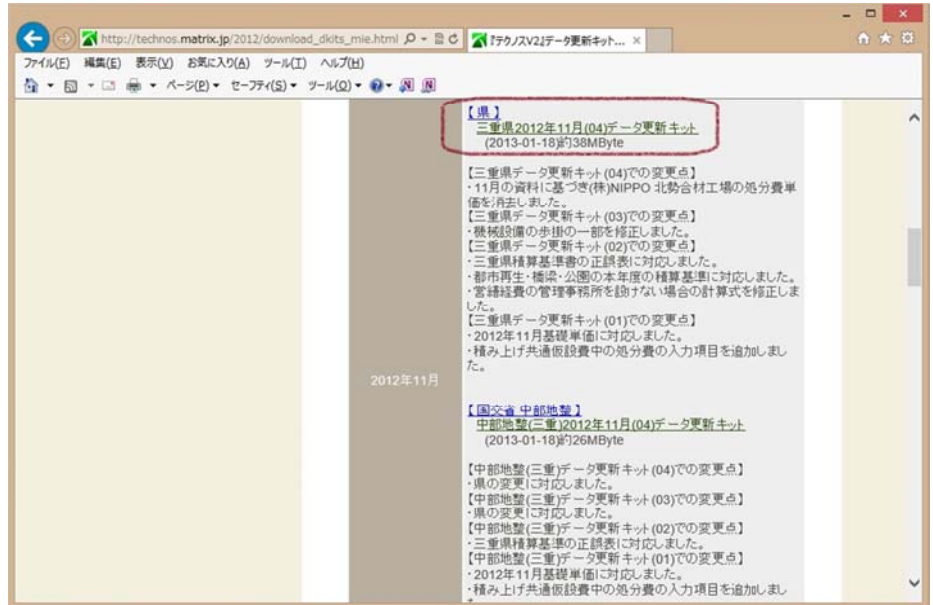 http://technos.matrix.jp/2012/download_dkits_mie.html
『テクノスV2』データ更新キット...
ファイル(F) 編集(E) 表示(V) お気に入り(A) ツール(T) ヘルプ(H)
ページ(P) セーフティ(S) ツール(O)
【 県 】
三重県2012年11月(04)データ更新キット
(2013-01-18)約38MByte
【三重県データ更新キット(04)での変更点】
・11月の資料に基づき(株)NIPPO 北勢合材工場の処分費単
価を消去しました。
【三重県データ更新キット(03)での変更点】
・機械設備の歩掛の一部を修正しました。
【三重県データ更新キット(02)での変更点】
・三重県積算基準書の正誤表に対応しました。
・都市再生・橋梁・公園の本年度の積算基準に対応しました。
・営繕経費の管理事務所を設けない場合の計算式を修正しま
した。
【三重県データ更新キット(01)での変更点】
・2012年11月基礎単価に対応しました。
・積み上げ共通仮設費中の処分費の入力項目を追加しまし
た。
2012年11月
【 国交省 中部地整 】
中部地整(三重)2012年11月(04)データ更新キット
(2013-01-18)約26MByte
【中部地整(三重)データ更新キット(04)での変更点】
・県の変更に対応しました。
【中部地整(三重)データ更新キット(03)での変更点】
・県の変更に対応しました。
【中部地整(三重)データ更新キット(02)での変更点】
・三重県積算基準の正誤表に対応しました。
【中部地整(三重)データ更新キット(01)での変更点】
・2012年11月基礎単価に対応しました。
・積み上げ共通仮設費中の処分費の入力項目を追加しまし